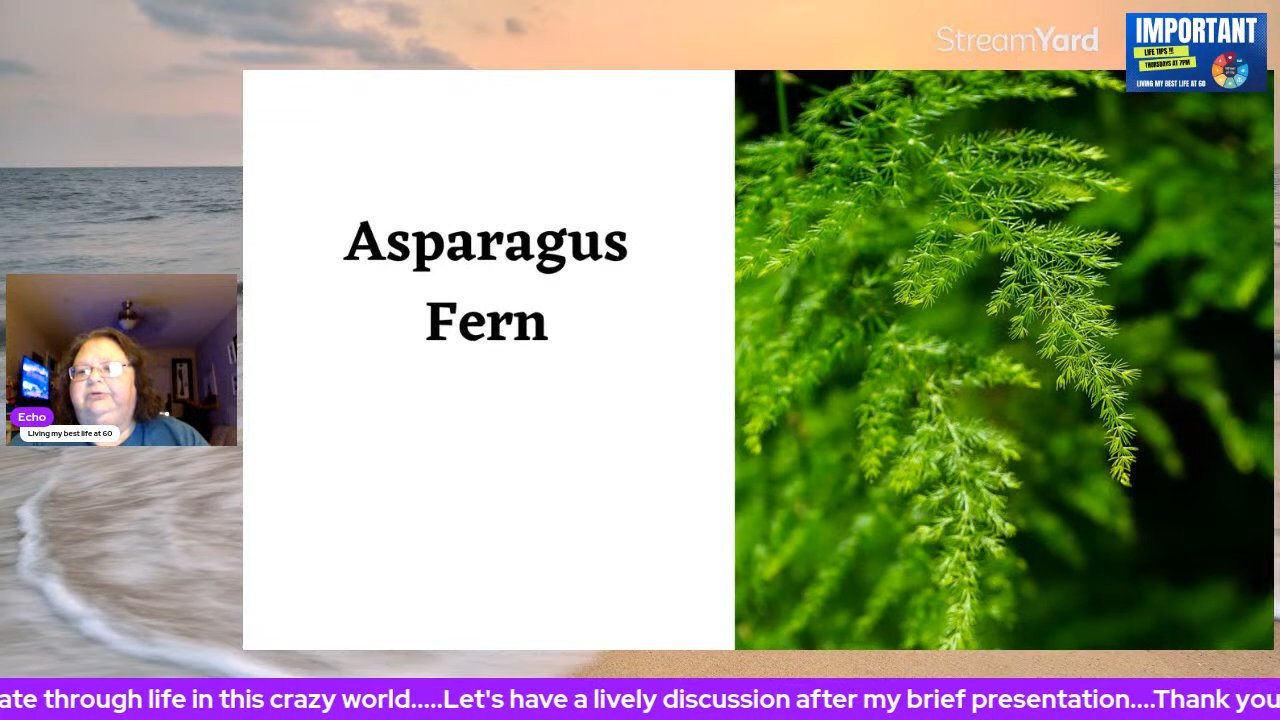 StreamYard
IMPORTANT
LIFE TIPS !!!
THURSDAYS AT 7PM
LIVING MY BEST LIFE AT 60
Asparagus
Fern
Echo
Living my best life at 60
ate through life in this crazy world.....Let's have a lively discussion after my brief presentation....Thank you